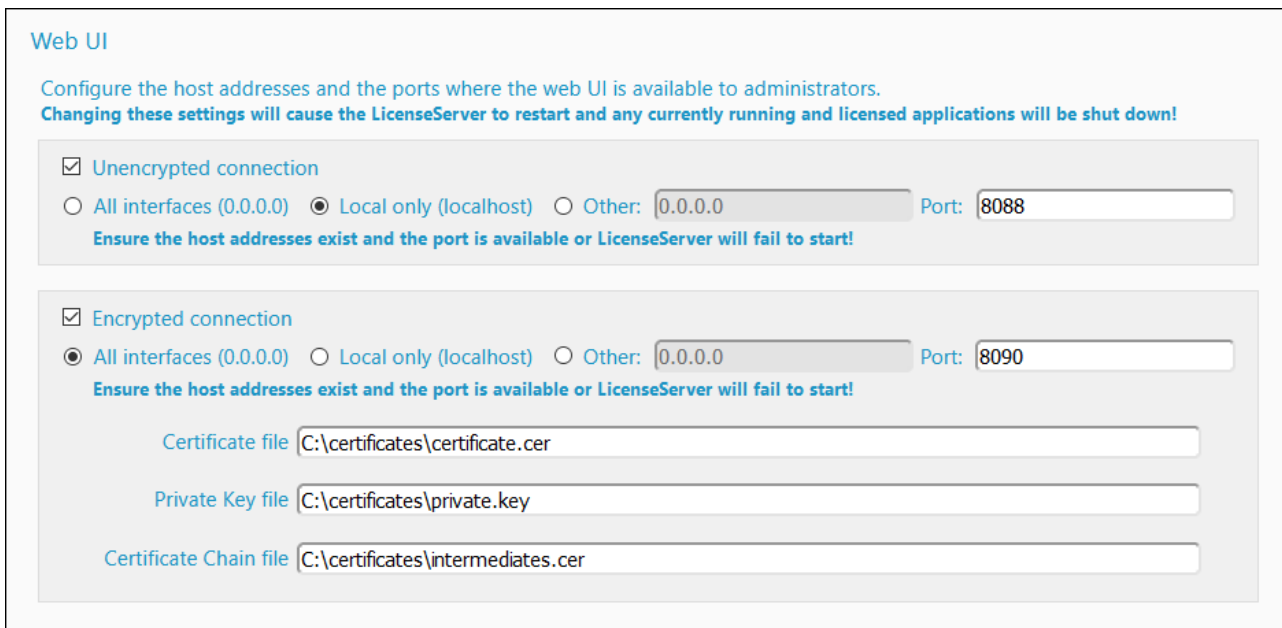 Web UI
Configure the host addresses and the ports where the web UI is available to administrators.
Changing these settings will cause the LicenseServer to restart and any currently running and licensed applications will be shut down!
Unencrypted connection
All interfaces (0.0.0.0) Local only (localhost) Other: 0.0.0.0 Port: 8088
Ensure the host addresses exist and the port is available or LicenseServer will fail to start!
Encrypted connection
All interfaces (0.0.0.0) Local only (localhost) Other: 0.0.0.0 Port: 8090
Ensure the host addresses exist and the port is available or LicenseServer will fail to start!
Certificate file C:\certificates\certificate.cer
Private Key file C:\certificates\private.key
Certificate Chain file C:\certificates\intermediates.cer